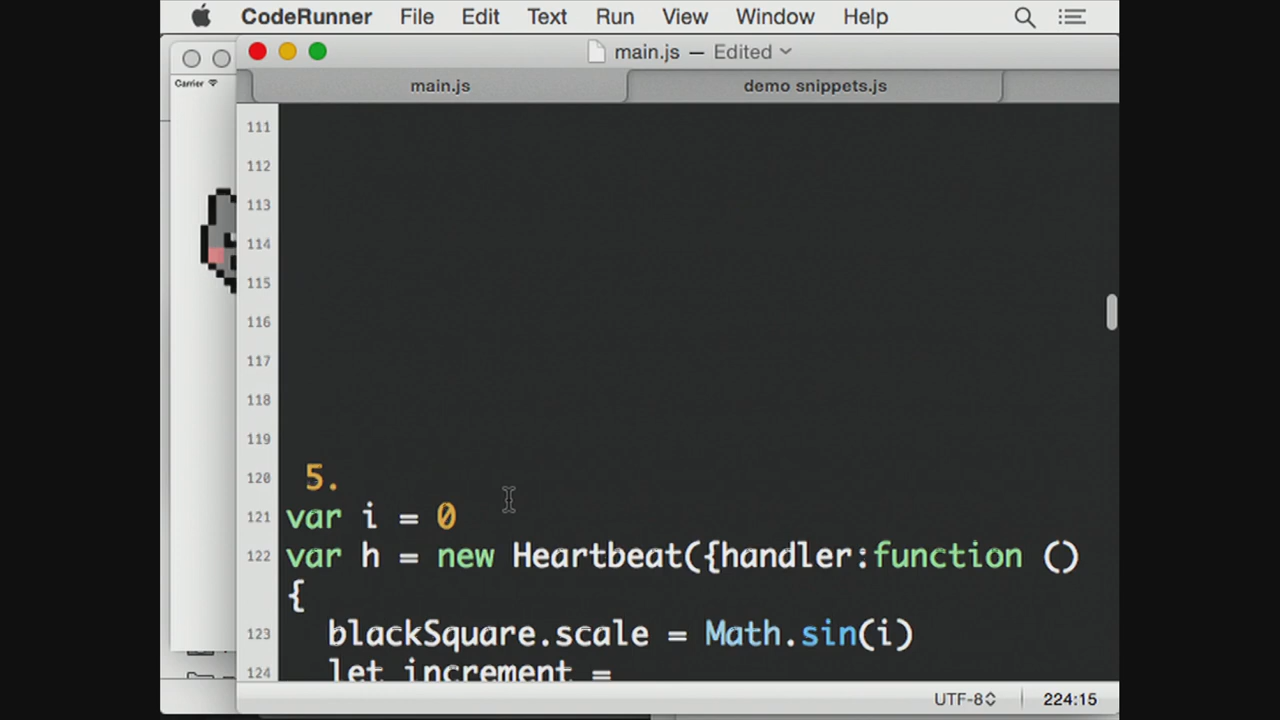 CodeRunner File Edit Text Run View Window Help
main.js — Edited
Carrier
main.js demo snippets.js
111
112
113
114
115
116
117
118
119
120 5.
121 var i = 0
122 var h = new Heartbeat({handler:function ()
{
123 blackSquare.scale = Math.sin(i)
124 let increment =
UTF-8 224:15